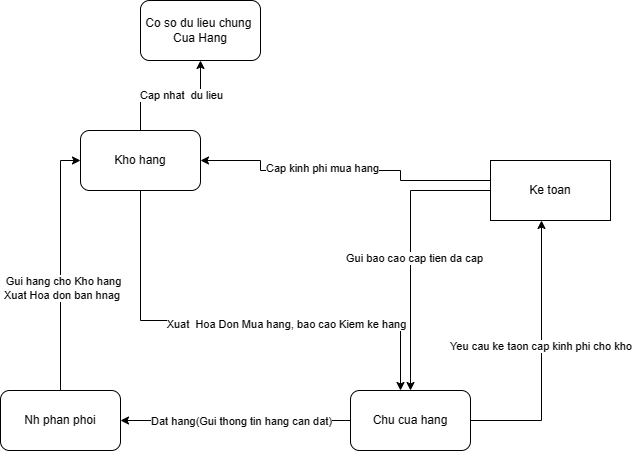 Co so du lieu chung
Cua Hang
Cap nhat  du lieu
Kho hang
Cap kinh phi mua hang
Ke toan
Gui bao cao cap tien da cap
Gui hang cho Kho hang
Xuat Hoa don ban hnag
Xuat  Hoa Don Mua hang, bao cao Kiem ke hang
Yeu cau ke taon cap kinh phi cho kho
Nh phan phoi
Dat hang(Gui thong tin hang can dat)
Chu cua hang